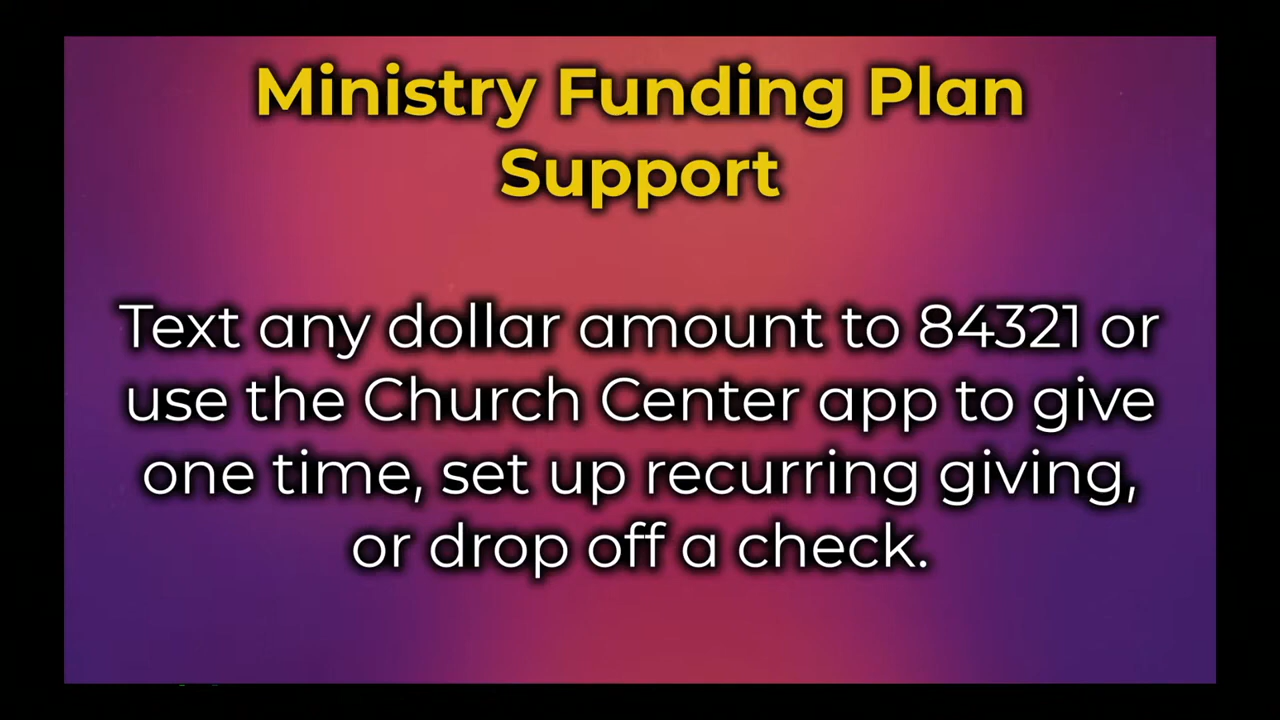 Ministry Funding Plan
Support
Text any dollar amount to 84321 or
use the Church Center app to give
one time, set up recurring giving,
or drop off a check.